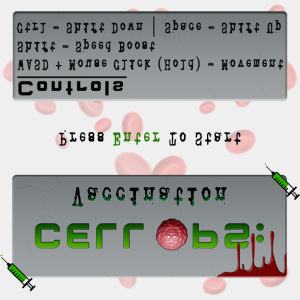 CELL OPS:
Vaccination
Press Enter To Start
Controls
WASD + Mouse Click (Hold) - Movement
Shift - Speed Boost
Ctrl - Shift Down | Space - Shift Up